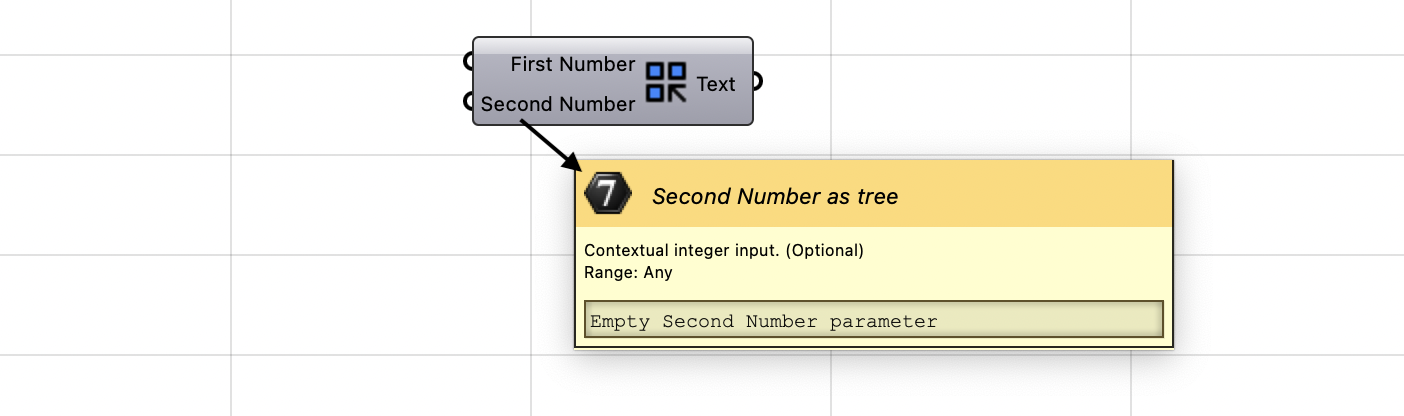 First Number
Second Number
Text
7
Second Number as tree
Contextual integer input. (Optional)
Range: Any
Empty Second Number parameter